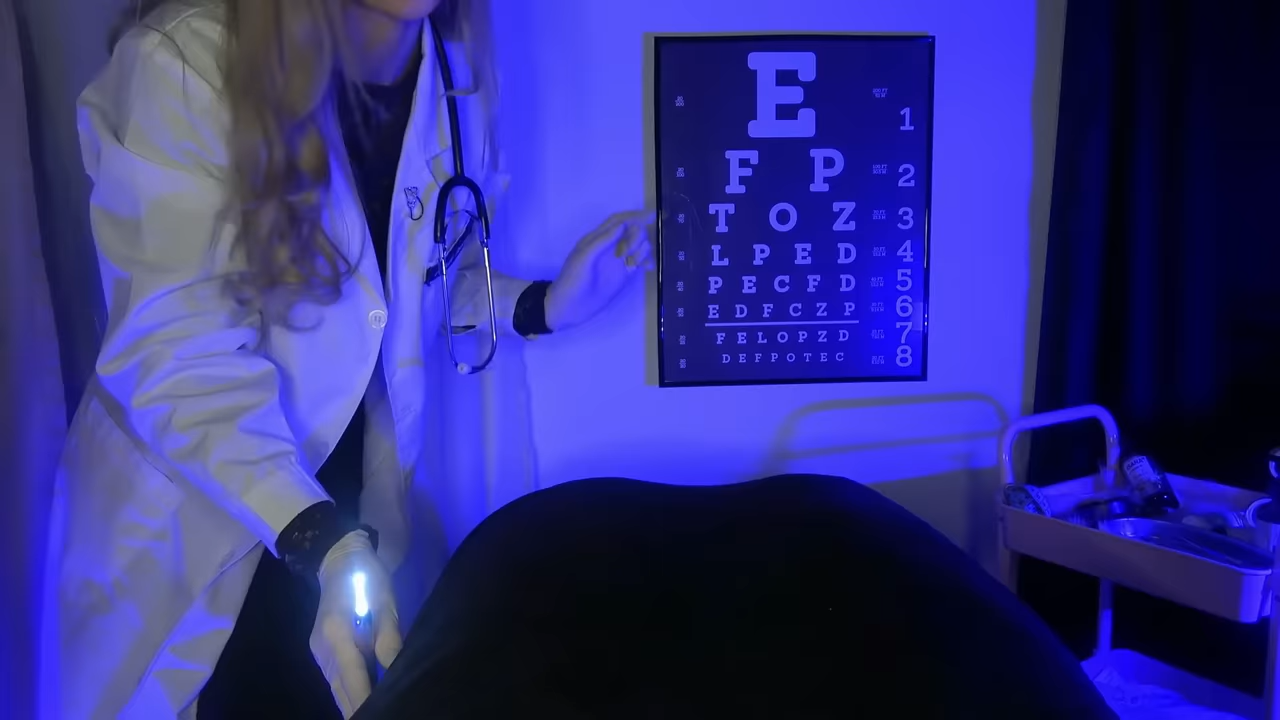 E 1
F P 2
T O Z 3
L P E D 4
P E C F D 5
E D F C Z P 6
F E L O P Z D 7
D E F P O T E C 8